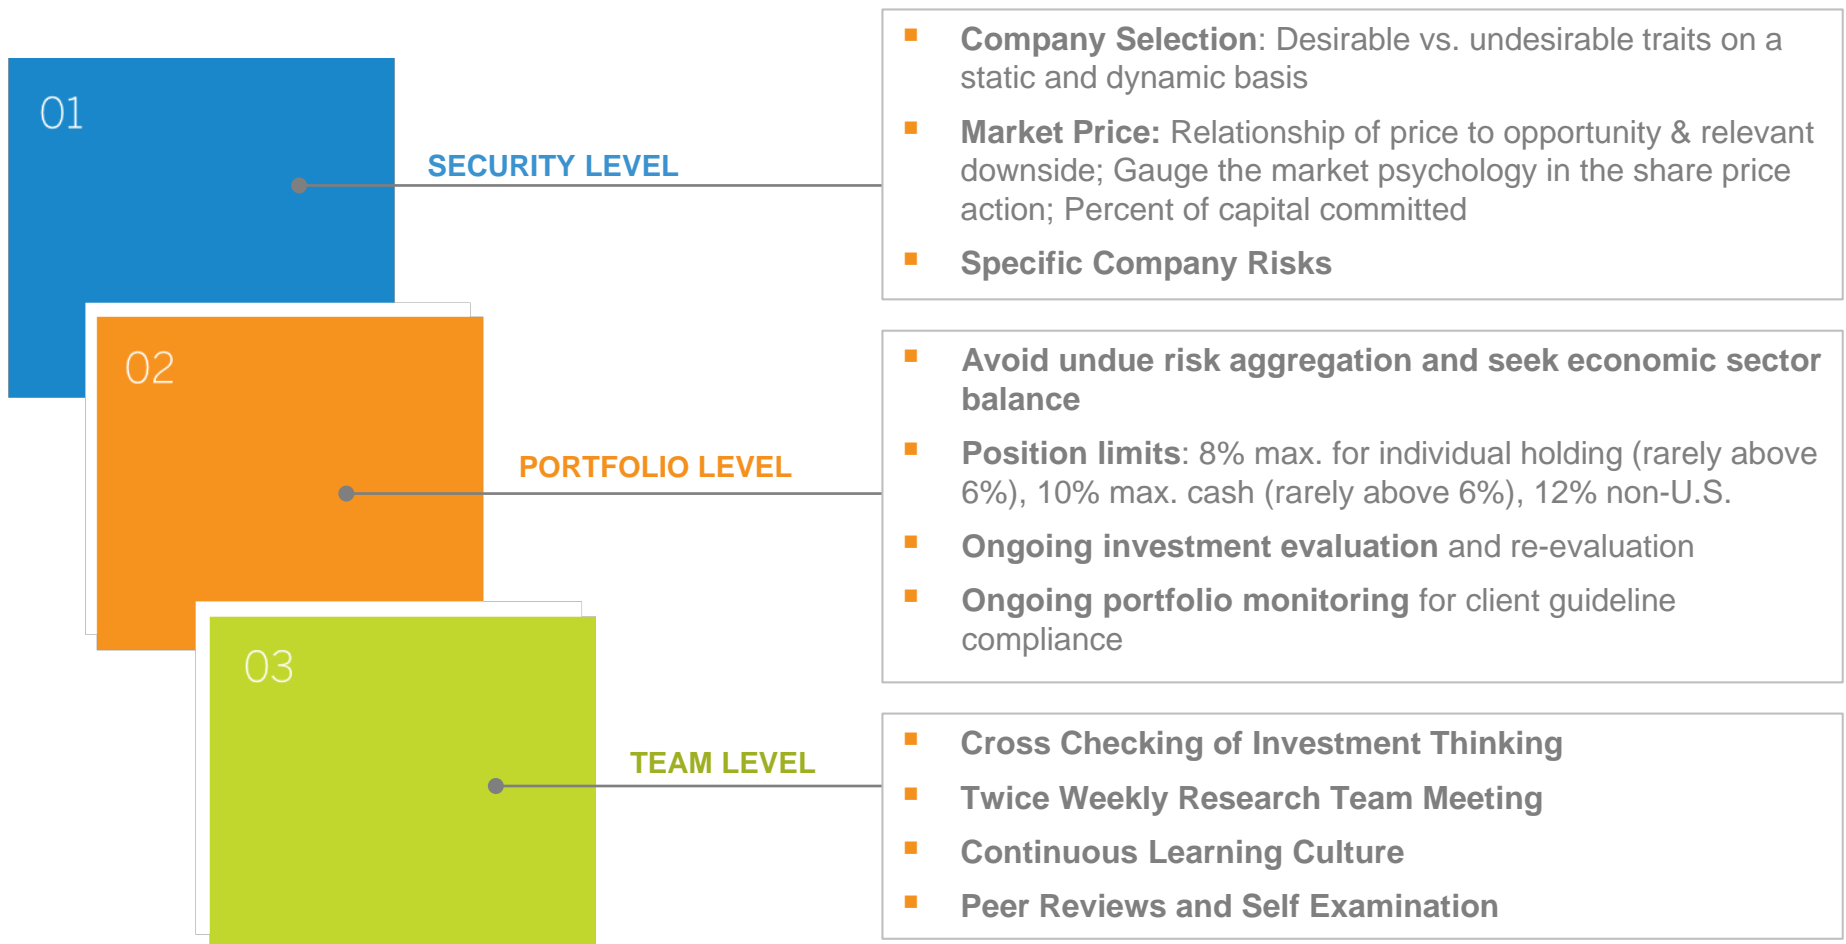 01
SECURITY LEVEL
Company Selection: Desirable vs. undesirable traits on a
static and dynamic basis
Market Price: Relationship of price to opportunity & relevant
downside; Gauge the market psychology in the share price
action; Percent of capital committed
Specific Company Risks
02
PORTFOLIO LEVEL
Avoid undue risk aggregation and seek economic sector
balance
Position limits: 8% max. for individual holding (rarely above
6%), 10% max. cash (rarely above 6%), 12% non-U.S.
Ongoing investment evaluation and re-evaluation
Ongoing portfolio monitoring for client guideline
compliance
03
TEAM LEVEL
Cross Checking of Investment Thinking
Twice Weekly Research Team Meeting
Continuous Learning Culture
Peer Reviews and Self Examination